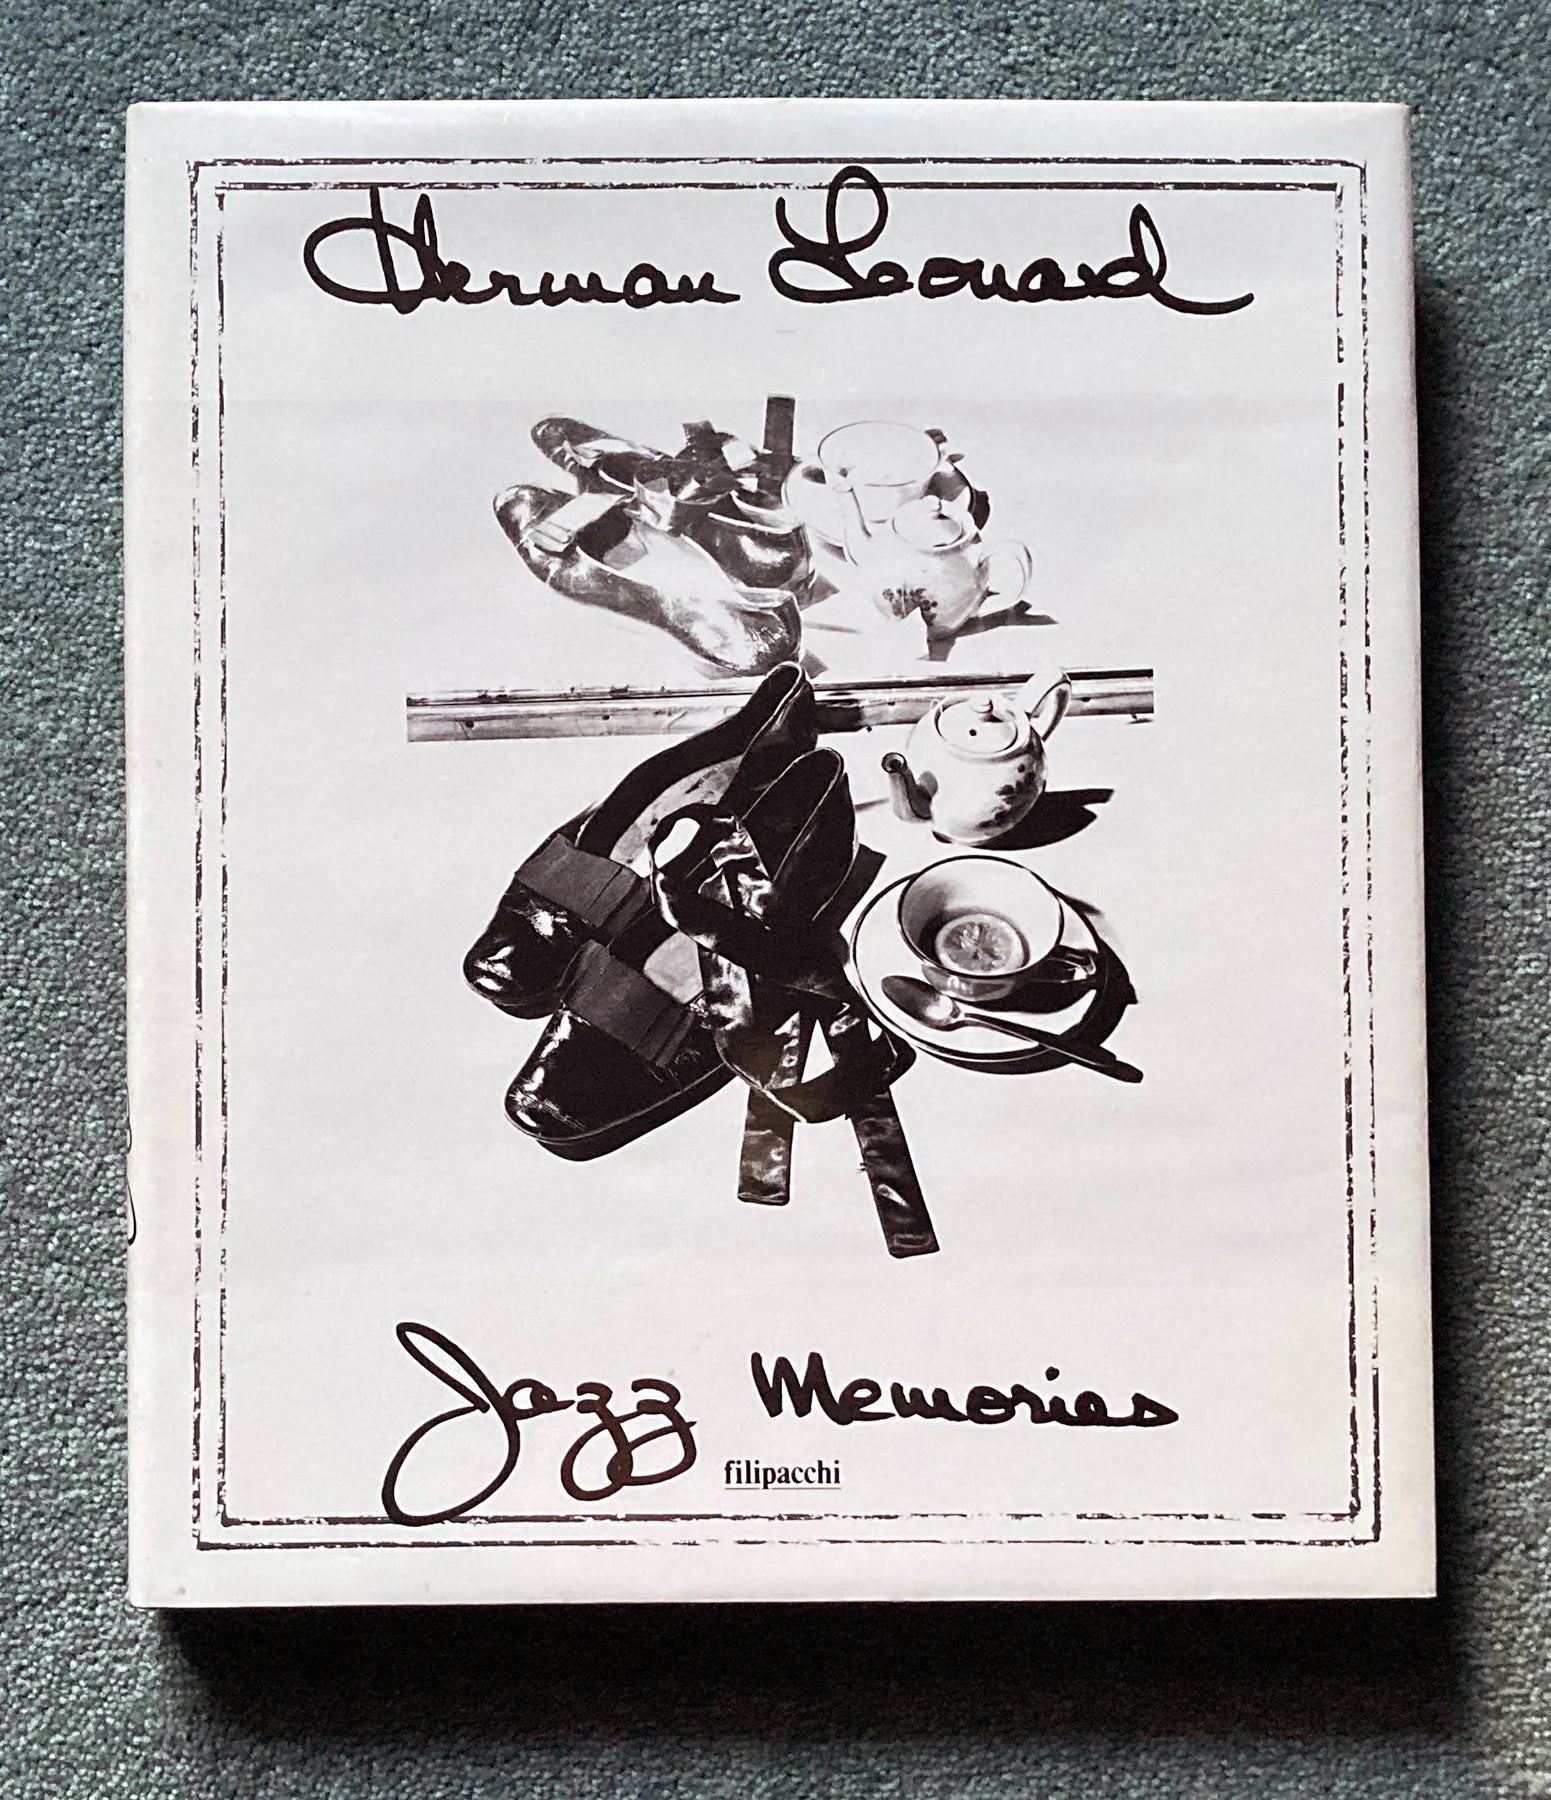 Herman Leonard
Jazz Memories
filipacchi